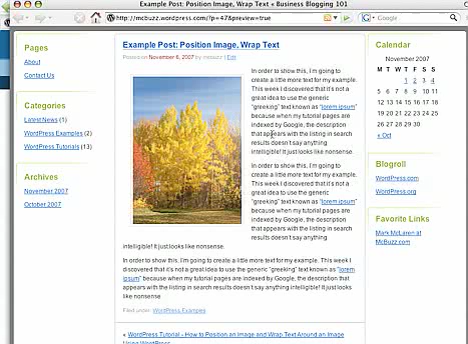 Example Post: Position Image, Wrap Text « Business Blogging 101
http://mcbuzz.wordpress.com/?p=47&preview=true
Google
Pages
About
Contact Us
Categories
Latest News (1)
WordPress Examples (2)
WordPress Tutorials (13)
Archives
November 2007
October 2007
Example Post: Position Image, Wrap Text
Posted on November 6, 2007 by mcbuzz | Edit
In order to show this, I'm going to
create a little more text for my example.
This week I discovered that it's not a
great idea to use the generic
"greeking" text known as "lorem ipsum"
because when my tutorial pages are
indexed by Google, the description
that appears with the listing in search
results doesn't say anything
intelligible! It just looks like nonsense.
In order to show this, I'm going to
create a little more text for my example.
This week I discovered that it's not a
great idea to use the generic
"greeking" text known as "lorem ipsum"
because when my tutorial pages are
indexed by Google, the description
that appears with the listing in search
results doesn't say anything
intelligible! It just looks like nonsense.
In order to show this, I'm going to create a little more text for my example. This week I
discovered that it's not a great idea to use the generic "greeking" text known as "lorem
ipsum" because when my tutorial pages are indexed by Google, the description that
appears with the listing in search results doesn't say anything intelligible! It just looks
like nonsense
Filed under: WordPress Examples
« WordPress Tutorial - How to Position an Image and Wrap Text Around an Image
Using WordPress
Calendar
November 2007
M T W T F S S
1 2 3 4
5 6 7 8 9 10 11
12 13 14 15 16 17 18
19 20 21 22 23 24 25
26 27 28 29 30
« Oct
Blogroll
WordPress.com
WordPress.org
Favorite Links
Mark McLaren at
McBuzz.com